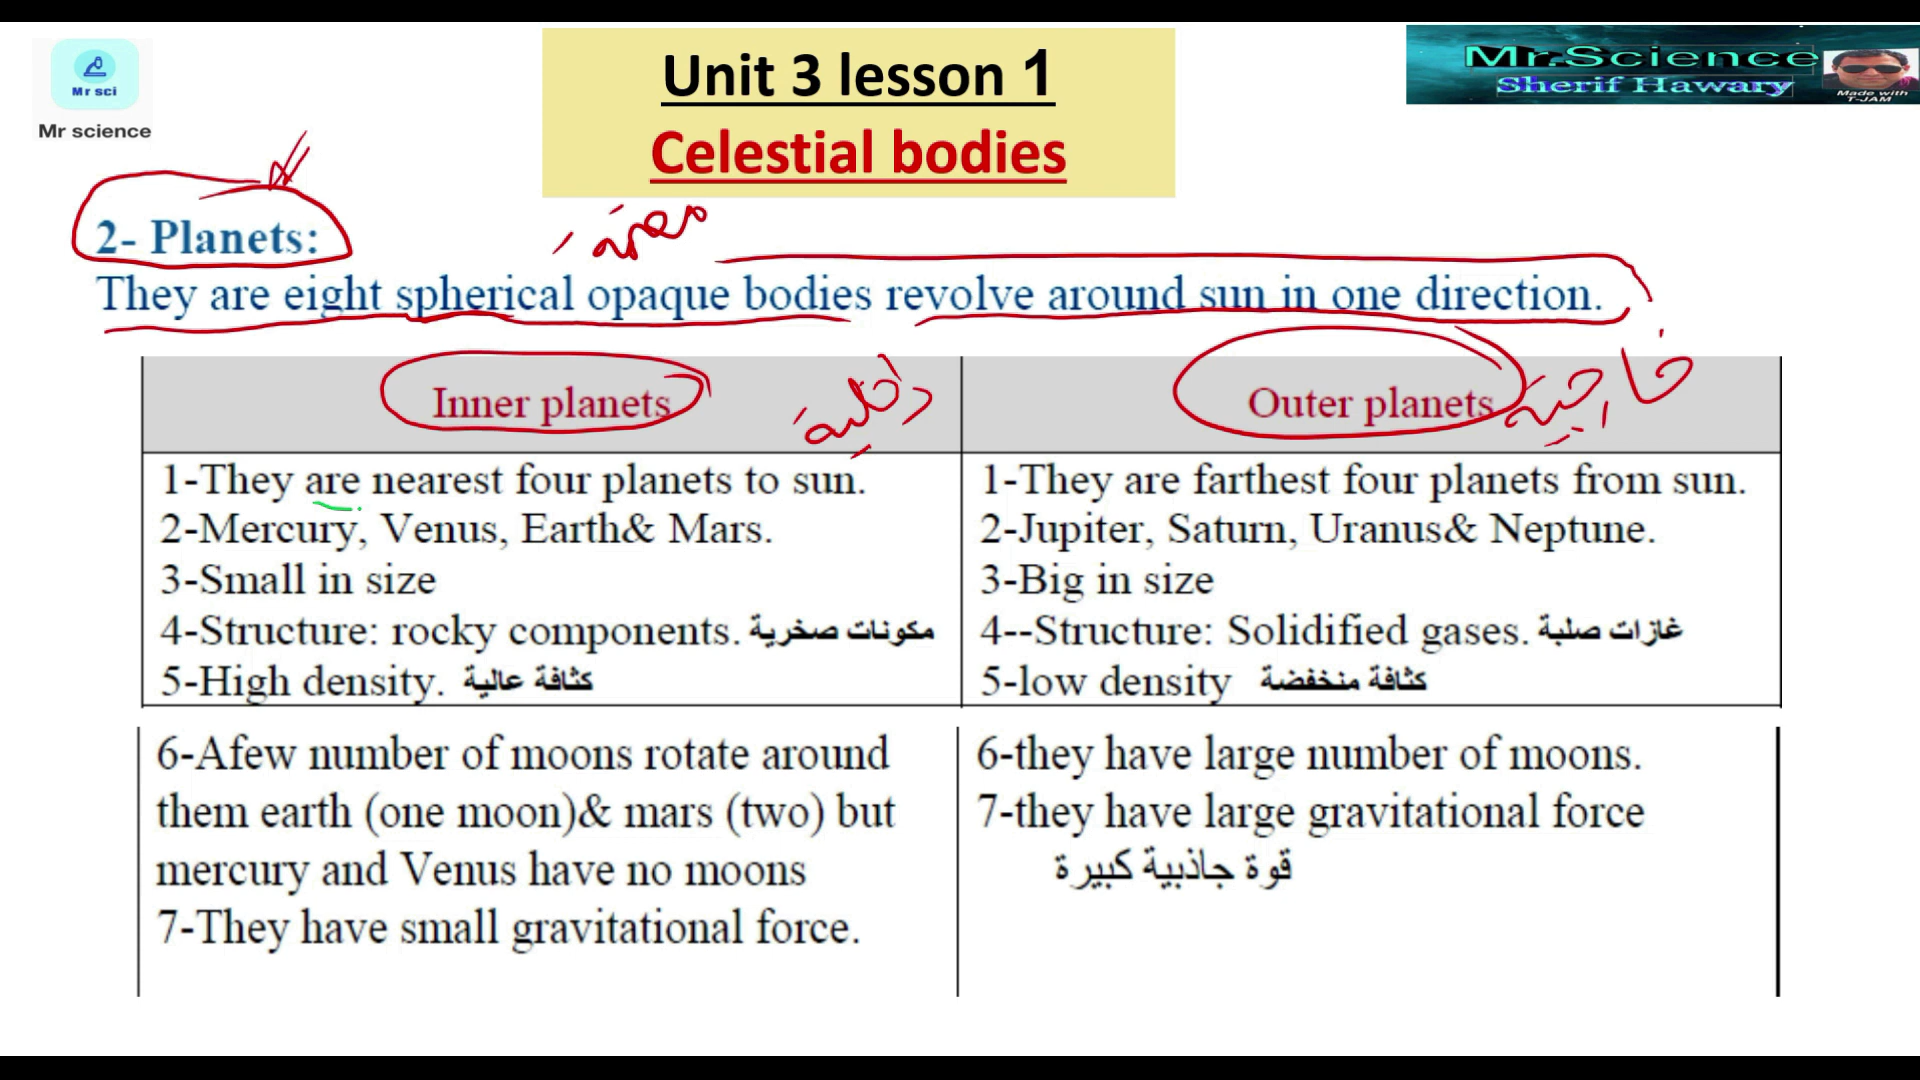 Mr sci
Mr science
Unit 3 lesson 1
Celestial bodies
Mr.Science
Sherif Hawary
Made with
T-JAM
2- Planets:
معتمة
They are eight spherical opaque bodies revolve around sun in one direction.
Inner planets
داخلية
Outer planets
خارجية
1-They are nearest four planets to sun.
2-Mercury, Venus, Earth& Mars.
3-Small in size
4-Structure: rocky components. مكونات صخرية
5-High density. كثافة عالية
6-Afew number of moons rotate around
them earth (one moon)& mars (two) but
mercury and Venus have no moons
7-They have small gravitational force.
1-They are farthest four planets from sun.
2-Jupiter, Saturn, Uranus& Neptune.
3-Big in size
4--Structure: Solidified gases. غازات صلبة
5-low density كثافة منخفضة
6-they have large number of moons.
7-they have large gravitational force
قوة جاذبية كبيرة